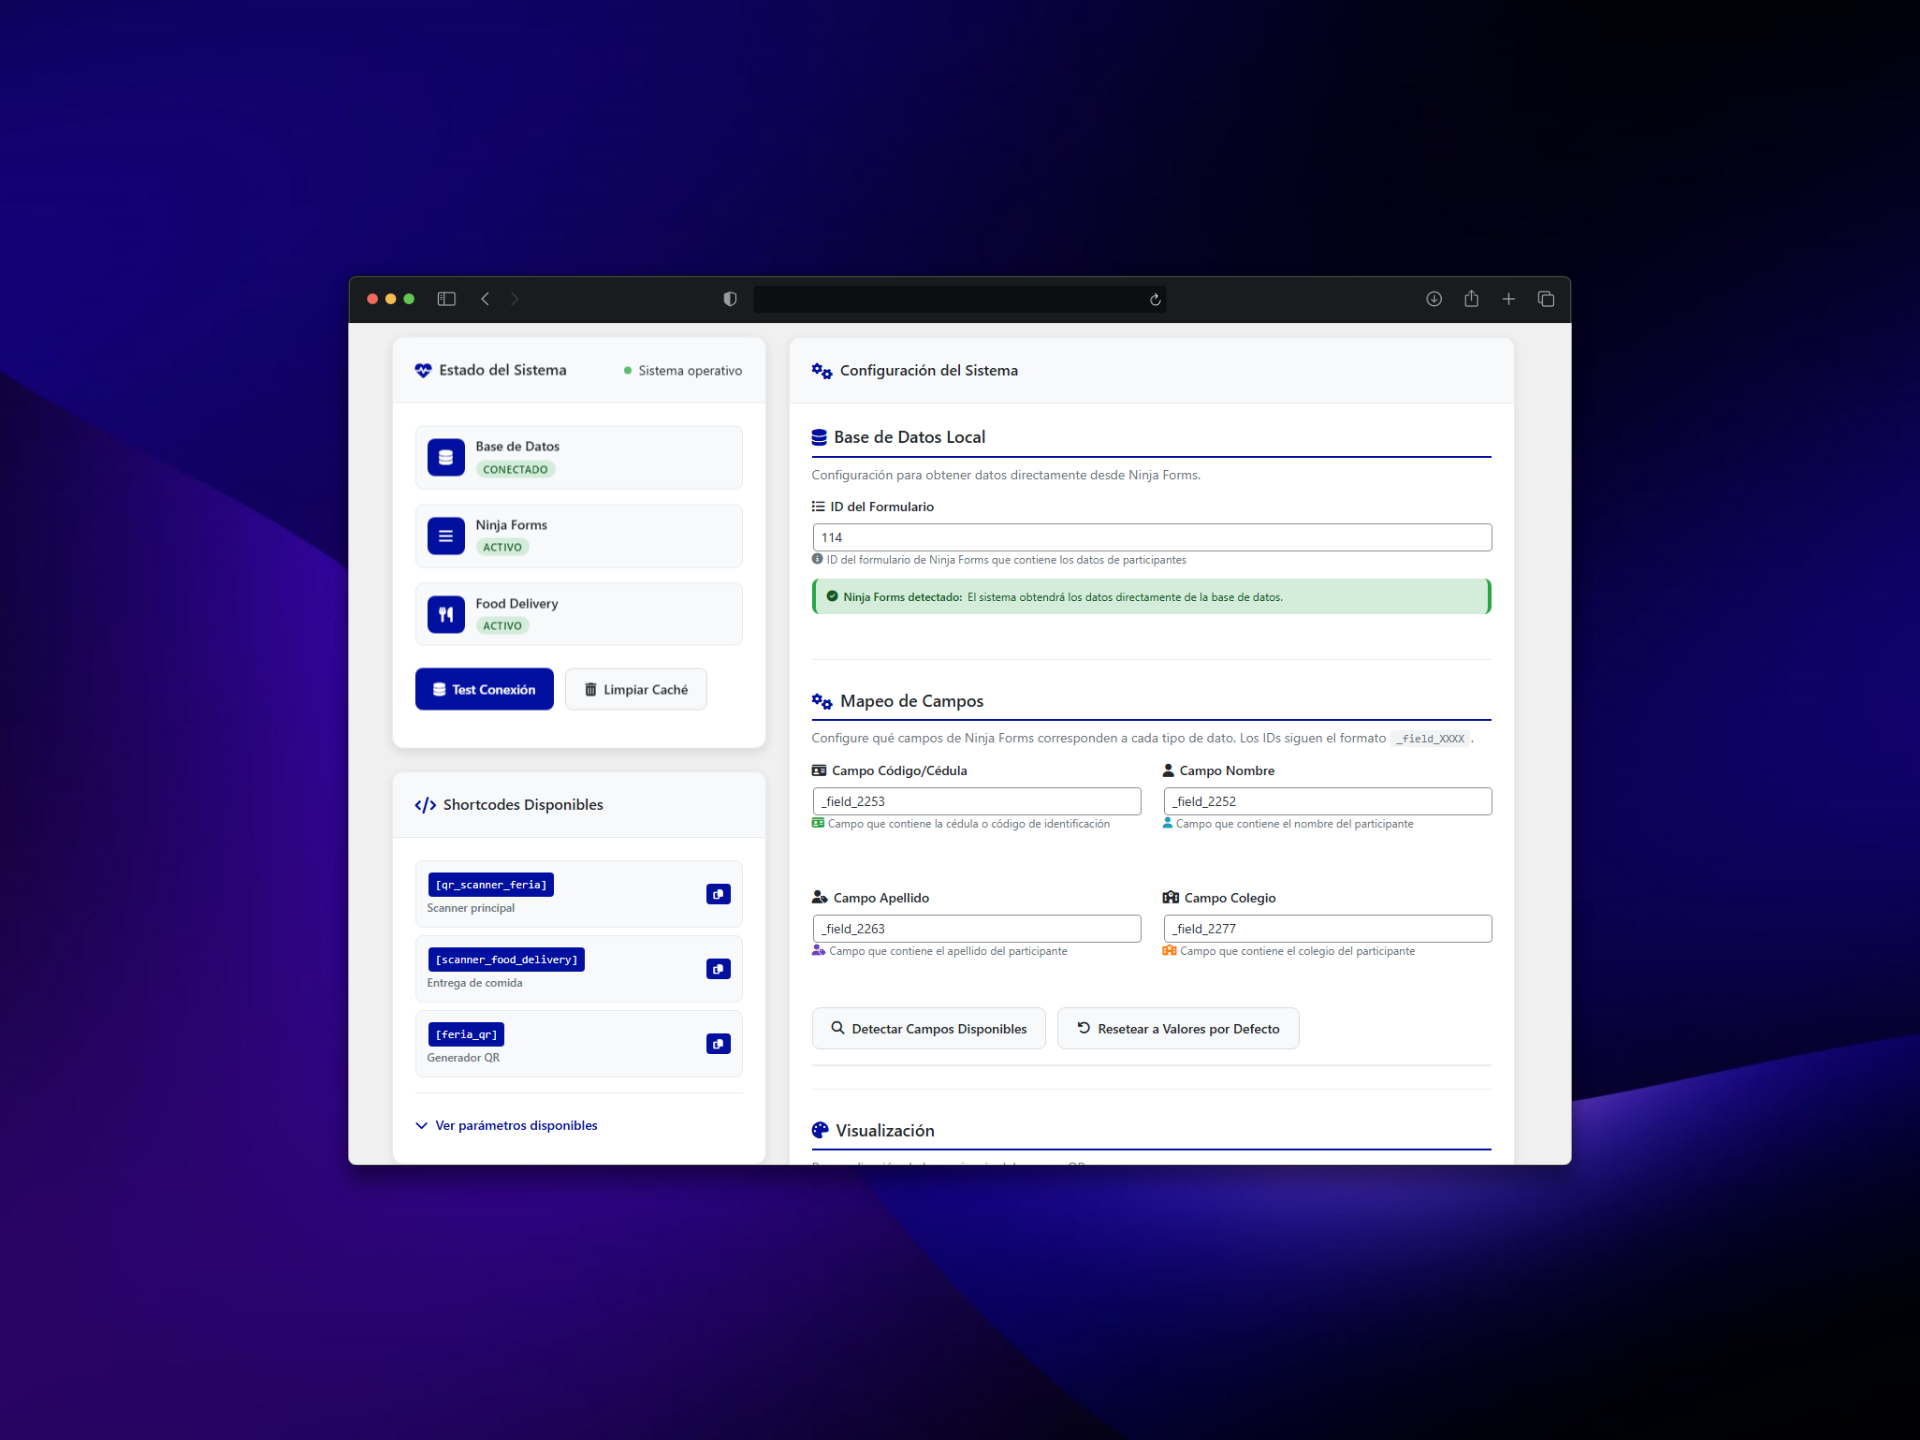 Estado del Sistema
Sistema operativo
Base de Datos
CONECTADO
Ninja Forms
ACTIVO
Food Delivery
ACTIVO
Test Conexión
Limpiar Caché
Shortcodes Disponibles
[qr_scanner_feria]
Scanner principal
[scanner_food_delivery]
Entrega de comida
[feria_qr]
Generador QR
Ver parámetros disponibles
Configuración del Sistema
Base de Datos Local
Configuración para obtener datos directamente desde Ninja Forms.
ID del Formulario
114
ID del formulario de Ninja Forms que contiene los datos de participantes
Ninja Forms detectado: El sistema obtendrá los datos directamente de la base de datos.
Mapeo de Campos
Configure qué campos de Ninja Forms corresponden a cada tipo de dato. Los IDs siguen el formato _field_XXXX .
Campo Código/Cédula
_field_2253
Campo que contiene la cédula o código de identificación
Campo Nombre
_field_2252
Campo que contiene el nombre del participante
Campo Apellido
_field_2263
Campo que contiene el apellido del participante
Campo Colegio
_field_2277
Campo que contiene el colegio del participante
Detectar Campos Disponibles
Resetear a Valores por Defecto
Visualización